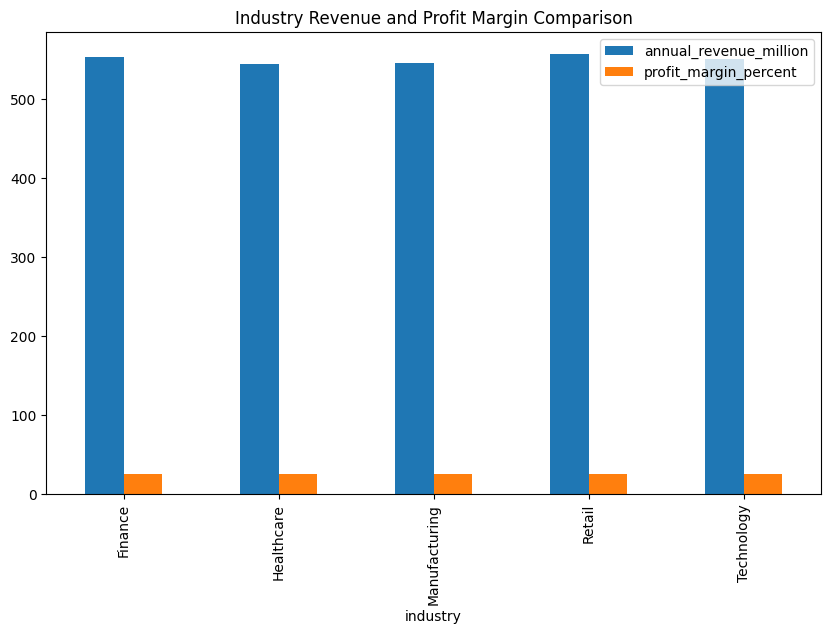 Industry Revenue and Profit Margin Comparison
annual_revenue_million
profit_margin_percent
500
400
300
200
100
0
Finance
Healthcare
Manufacturing
Retail
Technology
industry